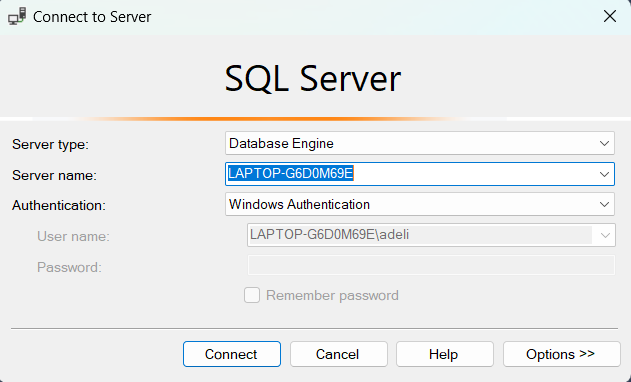 Connect to Server
SQL Server
Server type: Database Engine
Server name: LAPTOP-G6D0M69E
Authentication: Windows Authentication
User name: LAPTOP-G6D0M69E\adeli
Password:
Remember password
Connect Cancel Help Options >>